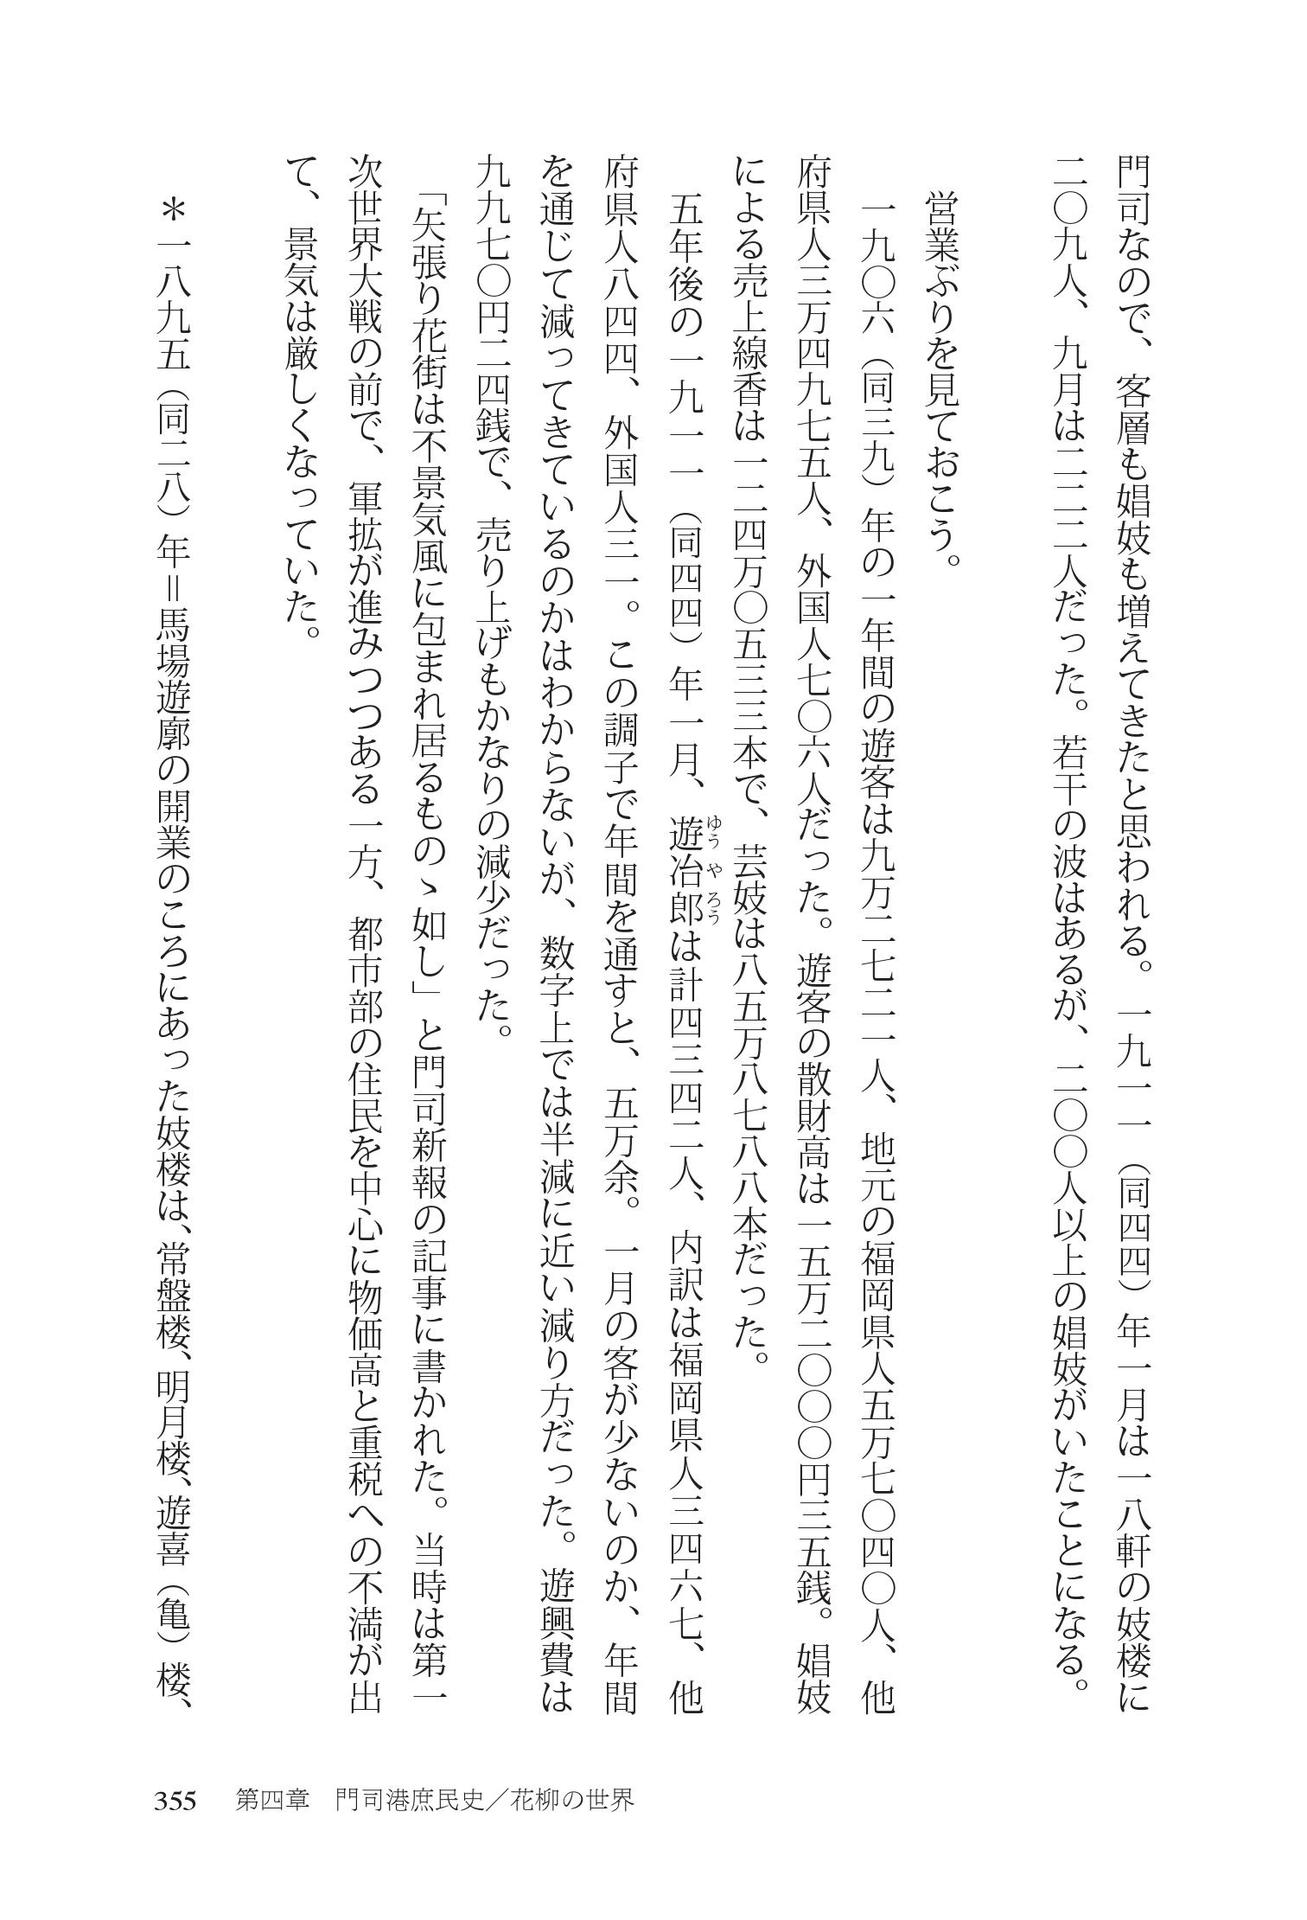 門司なので、客層も娼妓も増えてきたと思われる。一九一一（同四四）年一月は一八軒の妓楼に
二〇九人、九月は二二二人だった。若干の波はあるが、二〇〇人以上の娼妓がいたことになる。
営業ぶりを見ておこう。
一九〇六（同三九）年の一年間の遊客は九万二七二一人、地元の福岡県人五万七〇四〇人、他
府県人三万四九七五人、外国人七〇六人だった。遊客の散財高は一五万二〇〇〇円三五銭。娼妓
による売上線香は一二四万〇五三三本で、芸妓は八五万八七八八本だった。
五年後の一九一一（同四四）年一月、遊冶郎は計四三四二人、内訳は福岡県人三四六七、他
ゆうやろう
府県人八四四、外国人三一。この調子で年間を通すと、五万余。一月の客が少ないのか、年間
を通じて減ってきているのかはわからないが、数字上では半減に近い減り方だった。遊興費は
九九七〇円二四銭で、売り上げもかなりの減少だった。
「矢張り花街は不景気風に包まれ居るものゝ如し」と門司新報の記事に書かれた。当時は第一
次世界大戦の前で、軍拡が進みつつある一方、都市部の住民を中心に物価高と重税への不満が出
て、景気は厳しくなっていた。
＊一八九五（同二八）年＝馬場遊廓の開業のころにあった妓楼は、常盤楼、明月楼、遊喜（亀）楼、
355 第四章　門司港庶民史／花柳の世界